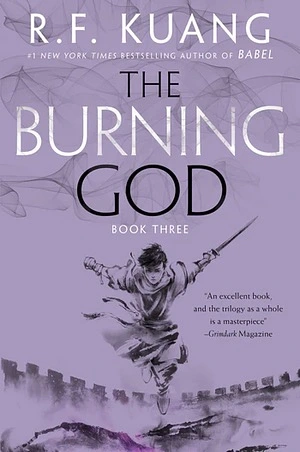 R.F. KUANG
#1 NEW YORK TIMES BESTSELLING AUTHOR OF BABEL
THE
BURNING
GOD
BOOK THREE
"An excellent book,
and the trilogy as a whole
is a masterpiece"
–Grimdark Magazine